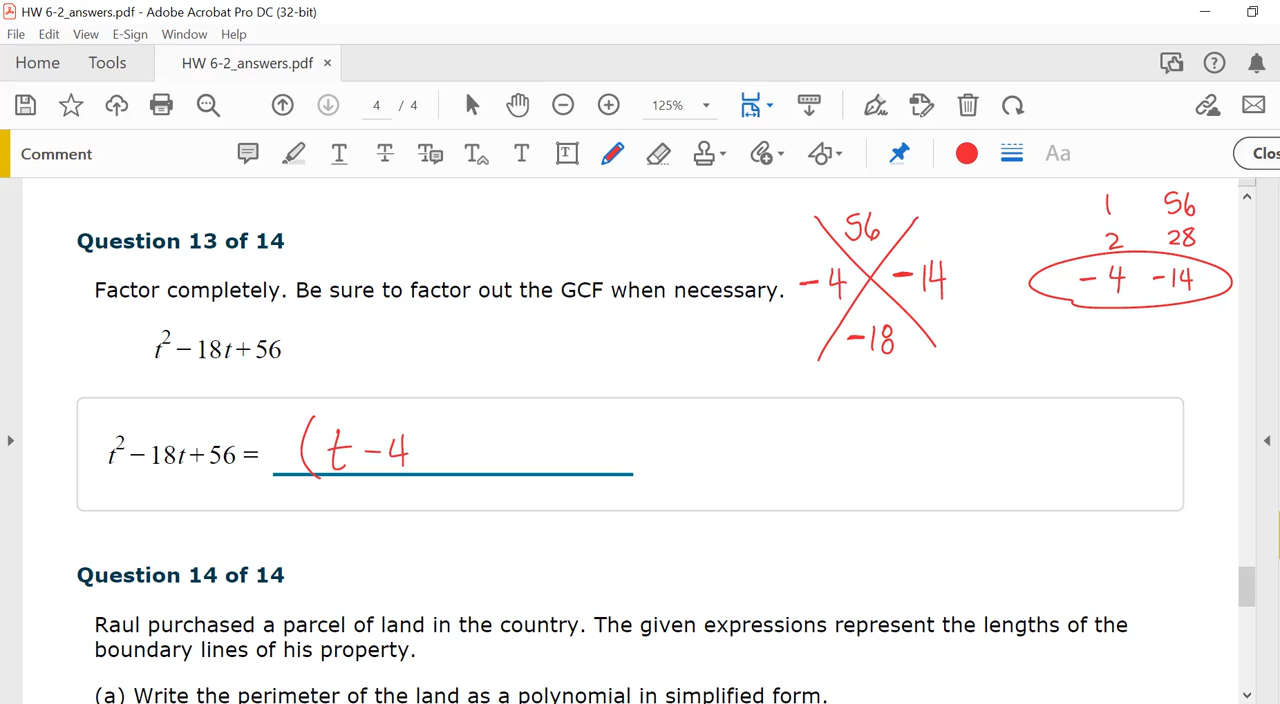 HW 6-2_answers.pdf - Adobe Acrobat Pro DC (32-bit)
File Edit View E-Sign Window Help
Home Tools HW 6-2_answers.pdf ×
4 / 4 125%
Comment Aa Clos
1 56
2 28
-4 -14
56
-4 -14
-18
Question 13 of 14
Factor completely. Be sure to factor out the GCF when necessary.
t² − 18t + 56
t² − 18t + 56 = (t − 4
Question 14 of 14
Raul purchased a parcel of land in the country. The given expressions represent the lengths of the
boundary lines of his property.
(a) Write the perimeter of the land as a polynomial in simplified form.